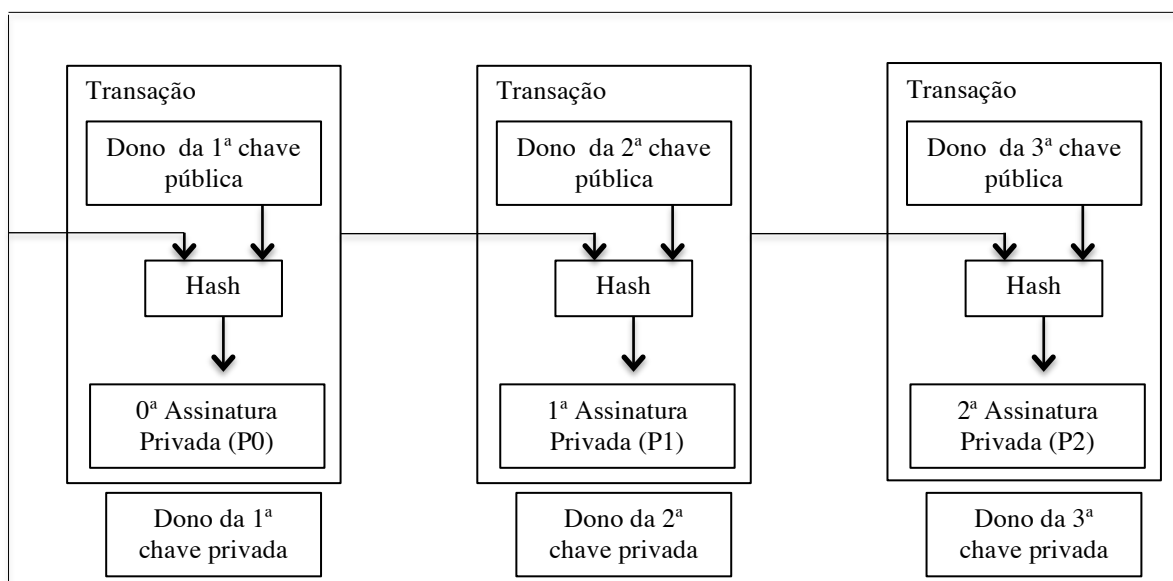 Transação
Dono da 1ª chave
pública
Hash
0ª Assinatura
Privada (P0)
Dono da 1ª
chave privada
Transação
Dono da 2ª chave
pública
Hash
1ª Assinatura
Privada (P1)
Dono da 2ª
chave privada
Transação
Dono da 3ª chave
pública
Hash
2ª Assinatura
Privada (P2)
Dono da 3ª
chave privada